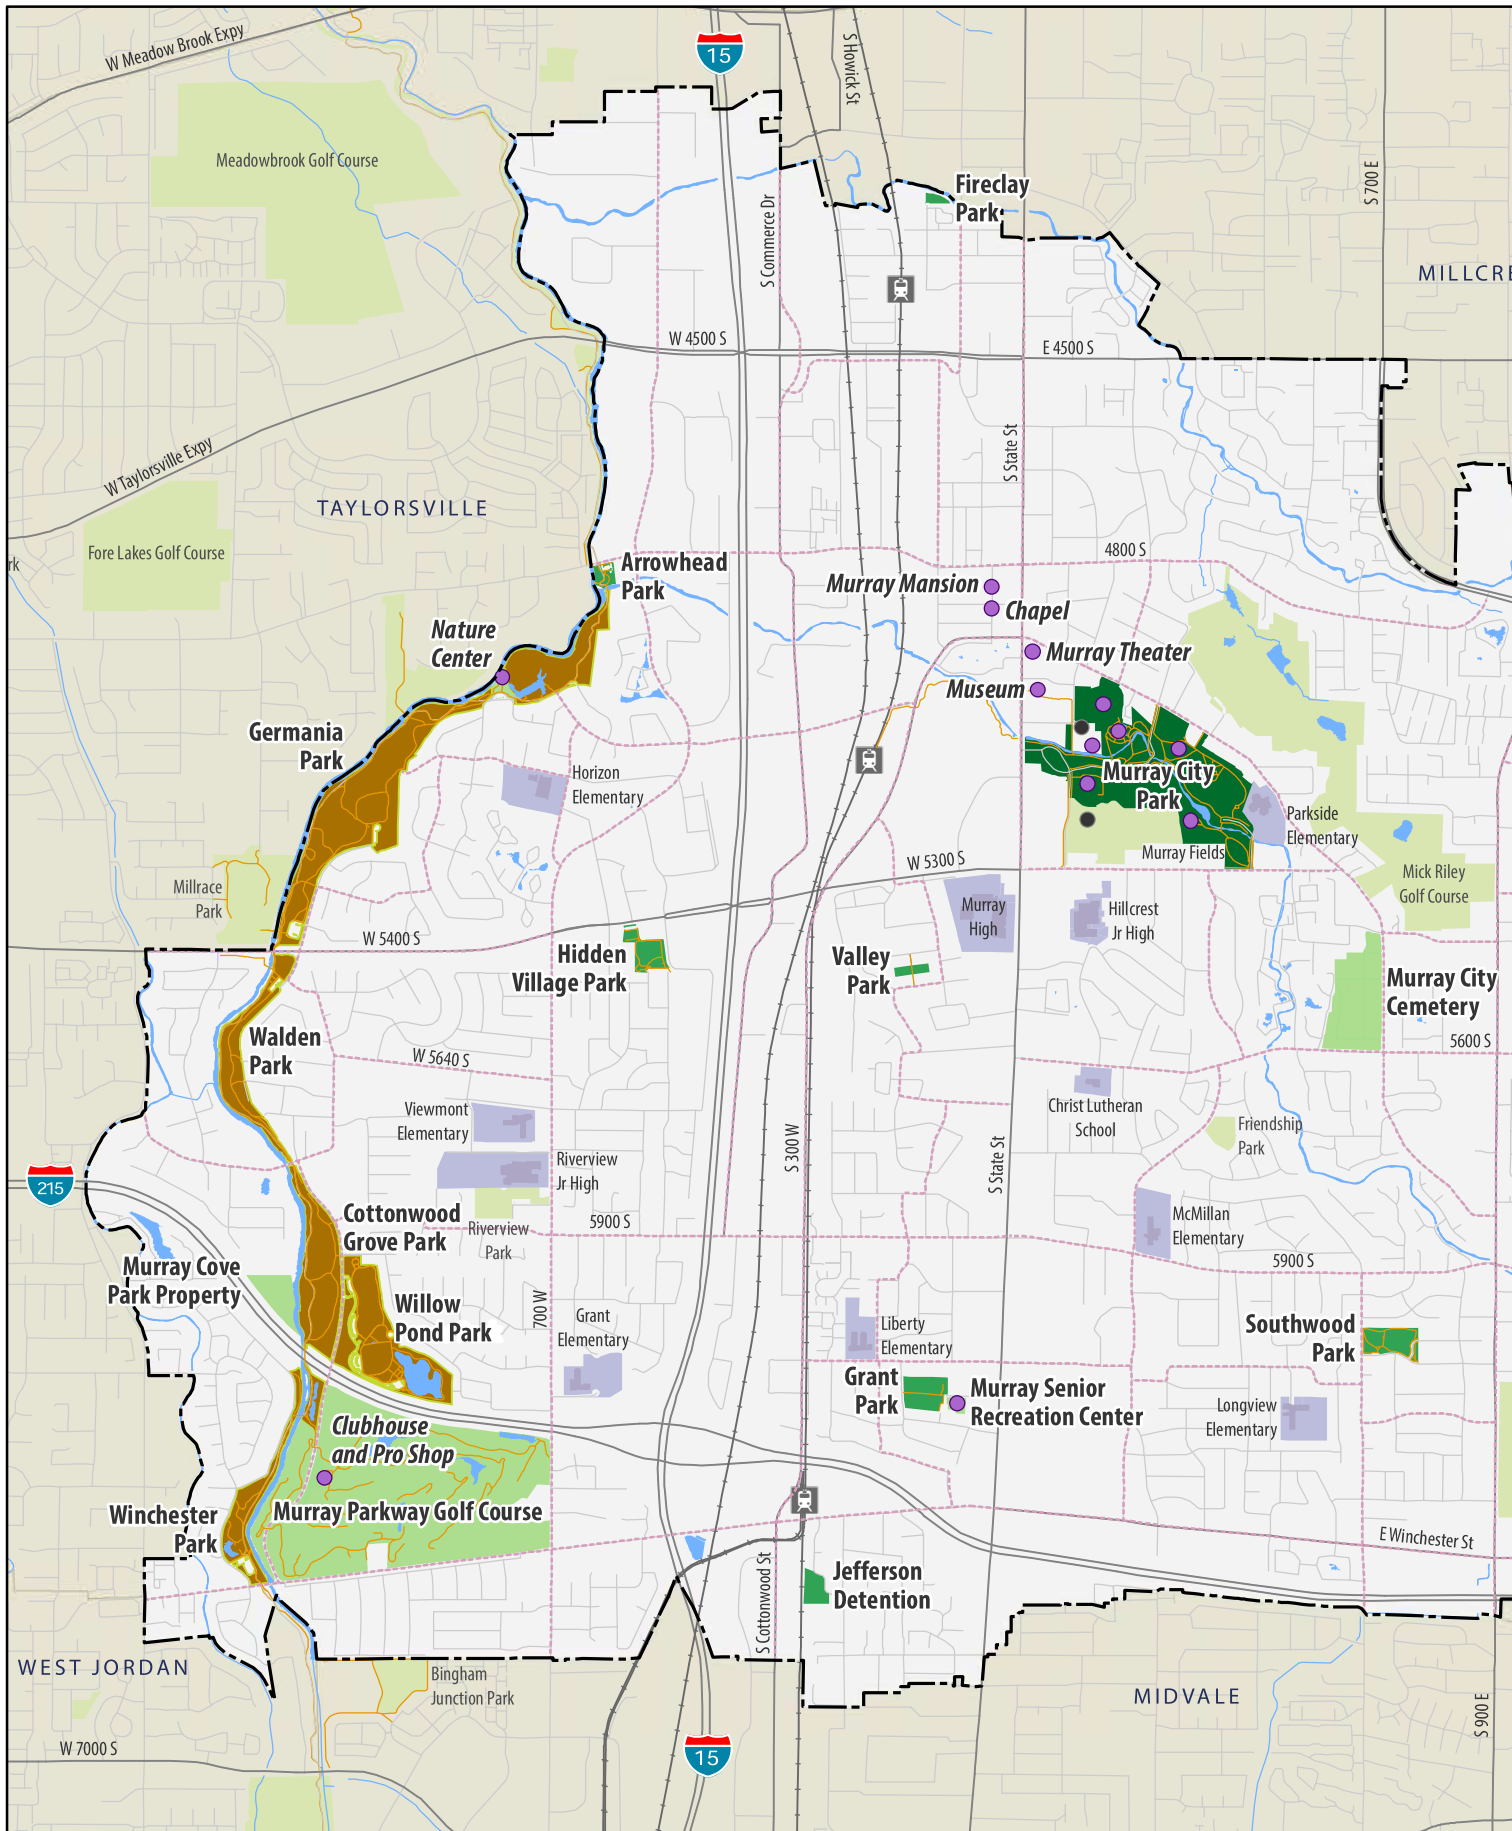 W Meadow Brook Expy
15
S Howick St
Meadowbrook Golf Course
S 700 E
Fireclay
Park
S Commerce Dr
MILLCRE
W 4500 S
E 4500 S
S State St
W Taylorsville Expy
TAYLORSVILLE
Fore Lakes Golf Course
rk
4800 S
Arrowhead
Park
Murray Mansion
Chapel
Nature
Center
Murray Theater
Museum
Germania
Park
Horizon
Elementary
Murray City
Park
Parkside
Elementary
Murray Fields
W 5300 S
Mick Riley
Golf Course
Millrace
Park
Murray
High
Hillcrest
Jr High
W 5400 S
Hidden
Village Park
Valley
Park
Murray City
Cemetery
Walden
Park
5600 S
W 5640 S
Viewmont
Elementary
Christ Lutheran
School
Friendship
Park
S 300 W
S State St
Riverview
Jr High
215
Cottonwood
Grove Park
Riverview
Park
5900 S
McMillan
Elementary
5900 S
Murray Cove
Park Property
Willow
Pond Park
700 W
Grant
Elementary
Liberty
Elementary
Southwood
Park
Grant
Park
Murray Senior
Recreation Center
Longview
Elementary
Clubhouse
and Pro Shop
Winchester
Park
Murray Parkway Golf Course
E Winchester St
S Cottonwood St
Jefferson
Detention
WEST JORDAN
Bingham
Junction Park
MIDVALE
S 900 E
W 7000 S
15